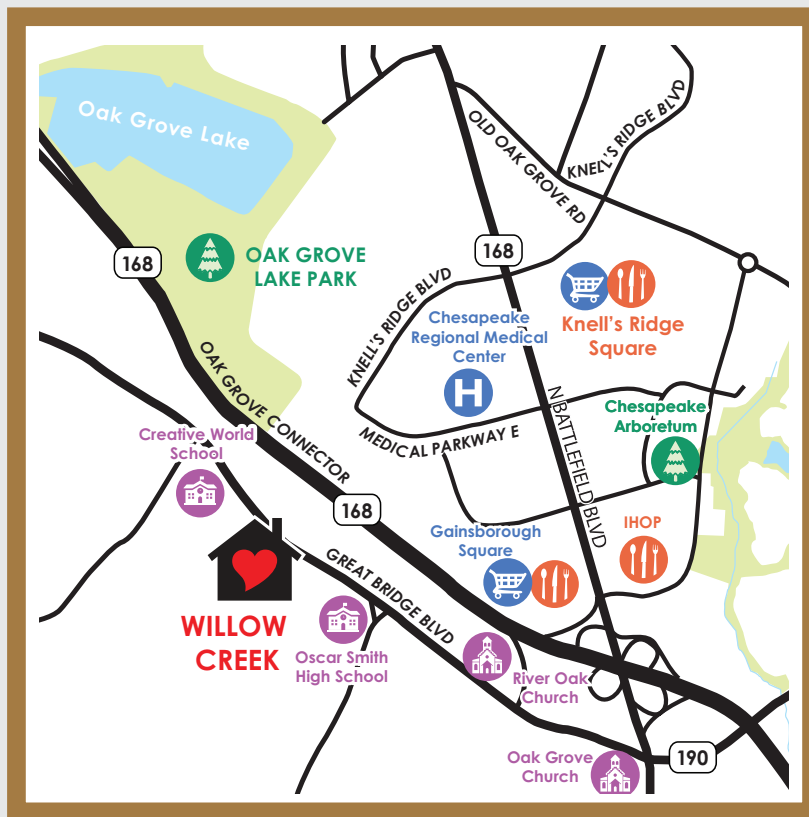 Oak Grove Lake
OLD OAK GROVE RD
KNELL'S RIDGE BLVD
168
168
OAK GROVE
LAKE PARK
KNELL'S RIDGE BLVD
Chesapeake
Regional Medical
Center
H
Knell's Ridge
Square
OAK GROVE CONNECTOR
N BATTLEFIELD BLVD
Chesapeake
Arboretum
MEDICAL PARKWAY E
Creative World
School
168
Gainsborough
Square
IHOP
GREAT BRIDGE BLVD
WILLOW
CREEK
Oscar Smith
High School
River Oak
Church
Oak Grove
Church
190